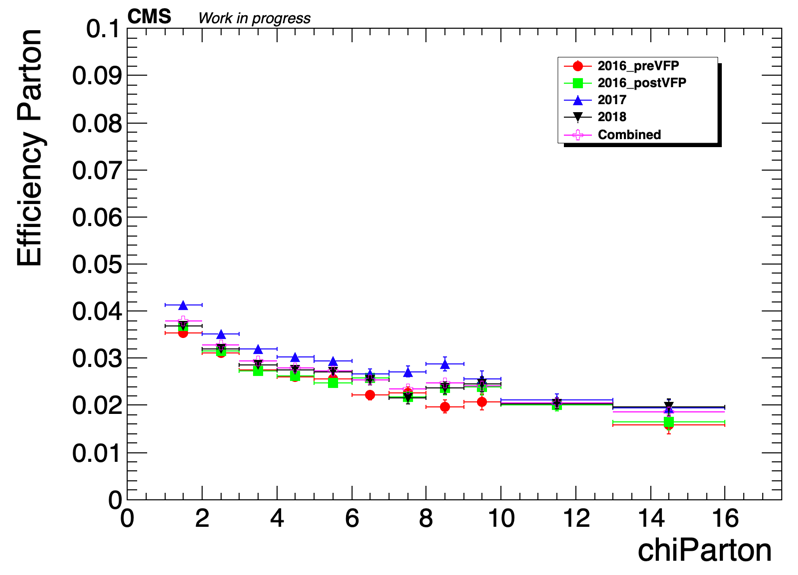 CMS Work in progress
0.1
0.09
0.08
0.07
0.06
0.05
0.04
0.03
0.02
0.01
0
Efficiency Parton
2016_preVFP
2016_postVFP
2017
2018
Combined
0 2 4 6 8 10 12 14 16
chiParton